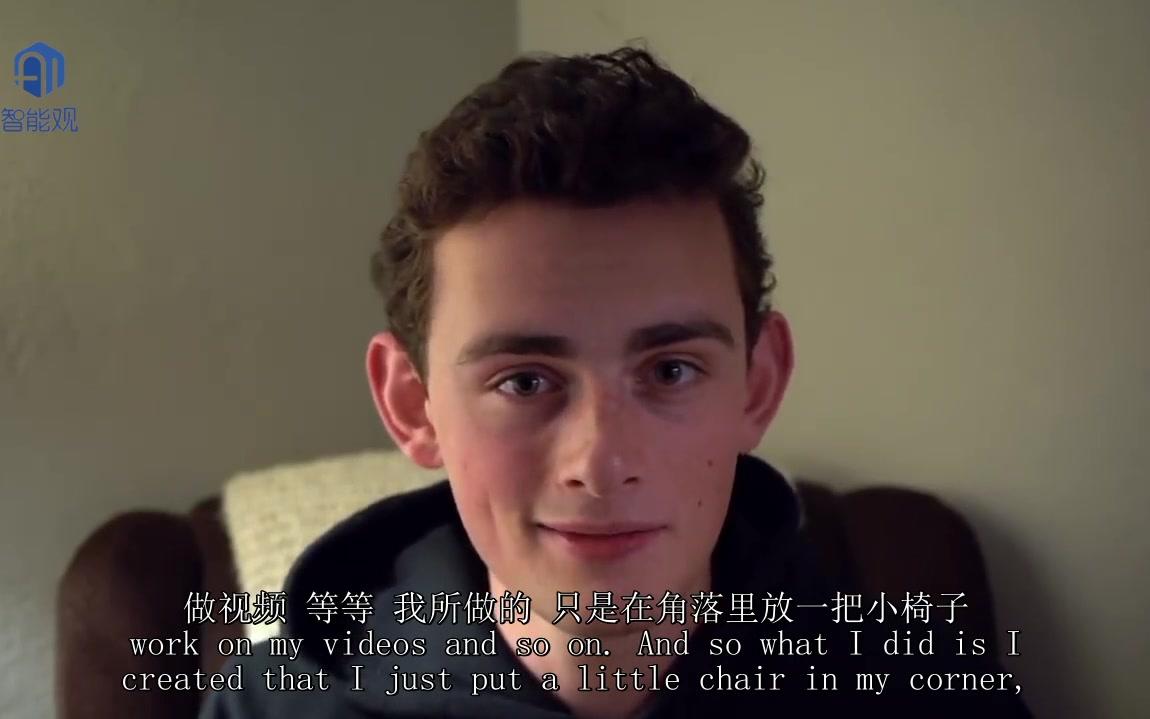 智能观
做视频 等等 我所做的 只是在角落里放一把小椅子
work on my videos and so on. And so what I did is I
created that I just put a little chair in my corner,